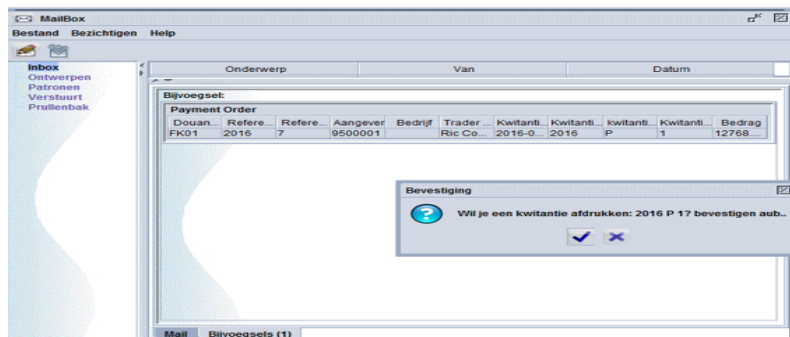 MailBox
Bestand Bezichtigen Help
Inbox
Ontwerpen
Patronen
Verstuurt
Prullenbak
Onderwerp Van Datum
Bijvoegsel:
Payment Order
Douan... Refere... Refere... Aangever Bedrijf Trader ... Kwitanti... Kwitanti... kwitanti... Kwitanti... Bedrag
FK01 2016 7 9500001 Ric Co... 2016-0... 2016 P 1 12768....
Bevestiging
Wil je een kwitantie afdrukken: 2016 P 1? bevestigen aub..
Mail Bijvoegsels (1)